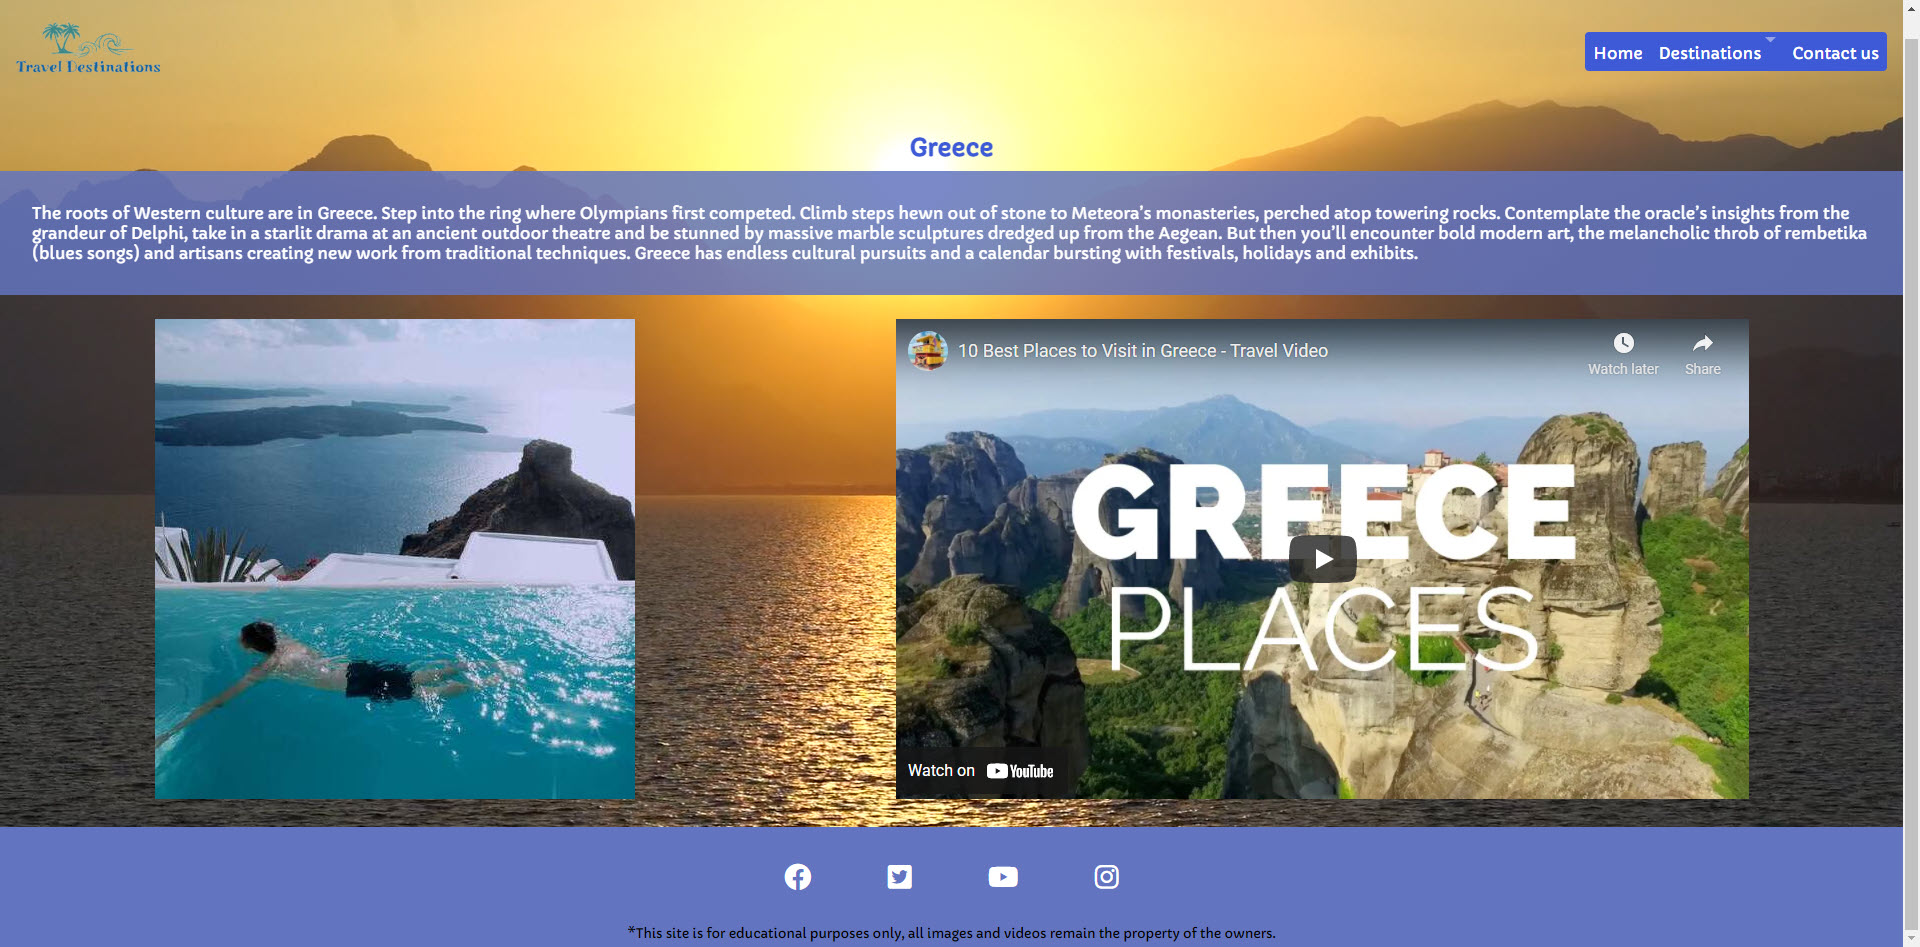 Travel Destinations
Home Destinations Contact us
Greece
The roots of Western culture are in Greece. Step into the ring where Olympians first competed. Climb steps hewn out of stone to Meteora’s monasteries, perched atop towering rocks. Contemplate the oracle’s insights from the
grandeur of Delphi, take in a starlit drama at an ancient outdoor theatre and be stunned by massive marble sculptures dredged up from the Aegean. But then you’ll encounter bold modern art, the melancholic throb of rembetika
(blues songs) and artisans creating new work from traditional techniques. Greece has endless cultural pursuits and a calendar bursting with festivals, holidays and exhibits.
10 Best Places to Visit in Greece - Travel Video
Watch later Share
GREECE
PLACES
Watch on YouTube
*This site is for educational purposes only, all images and videos remain the property of the owners.